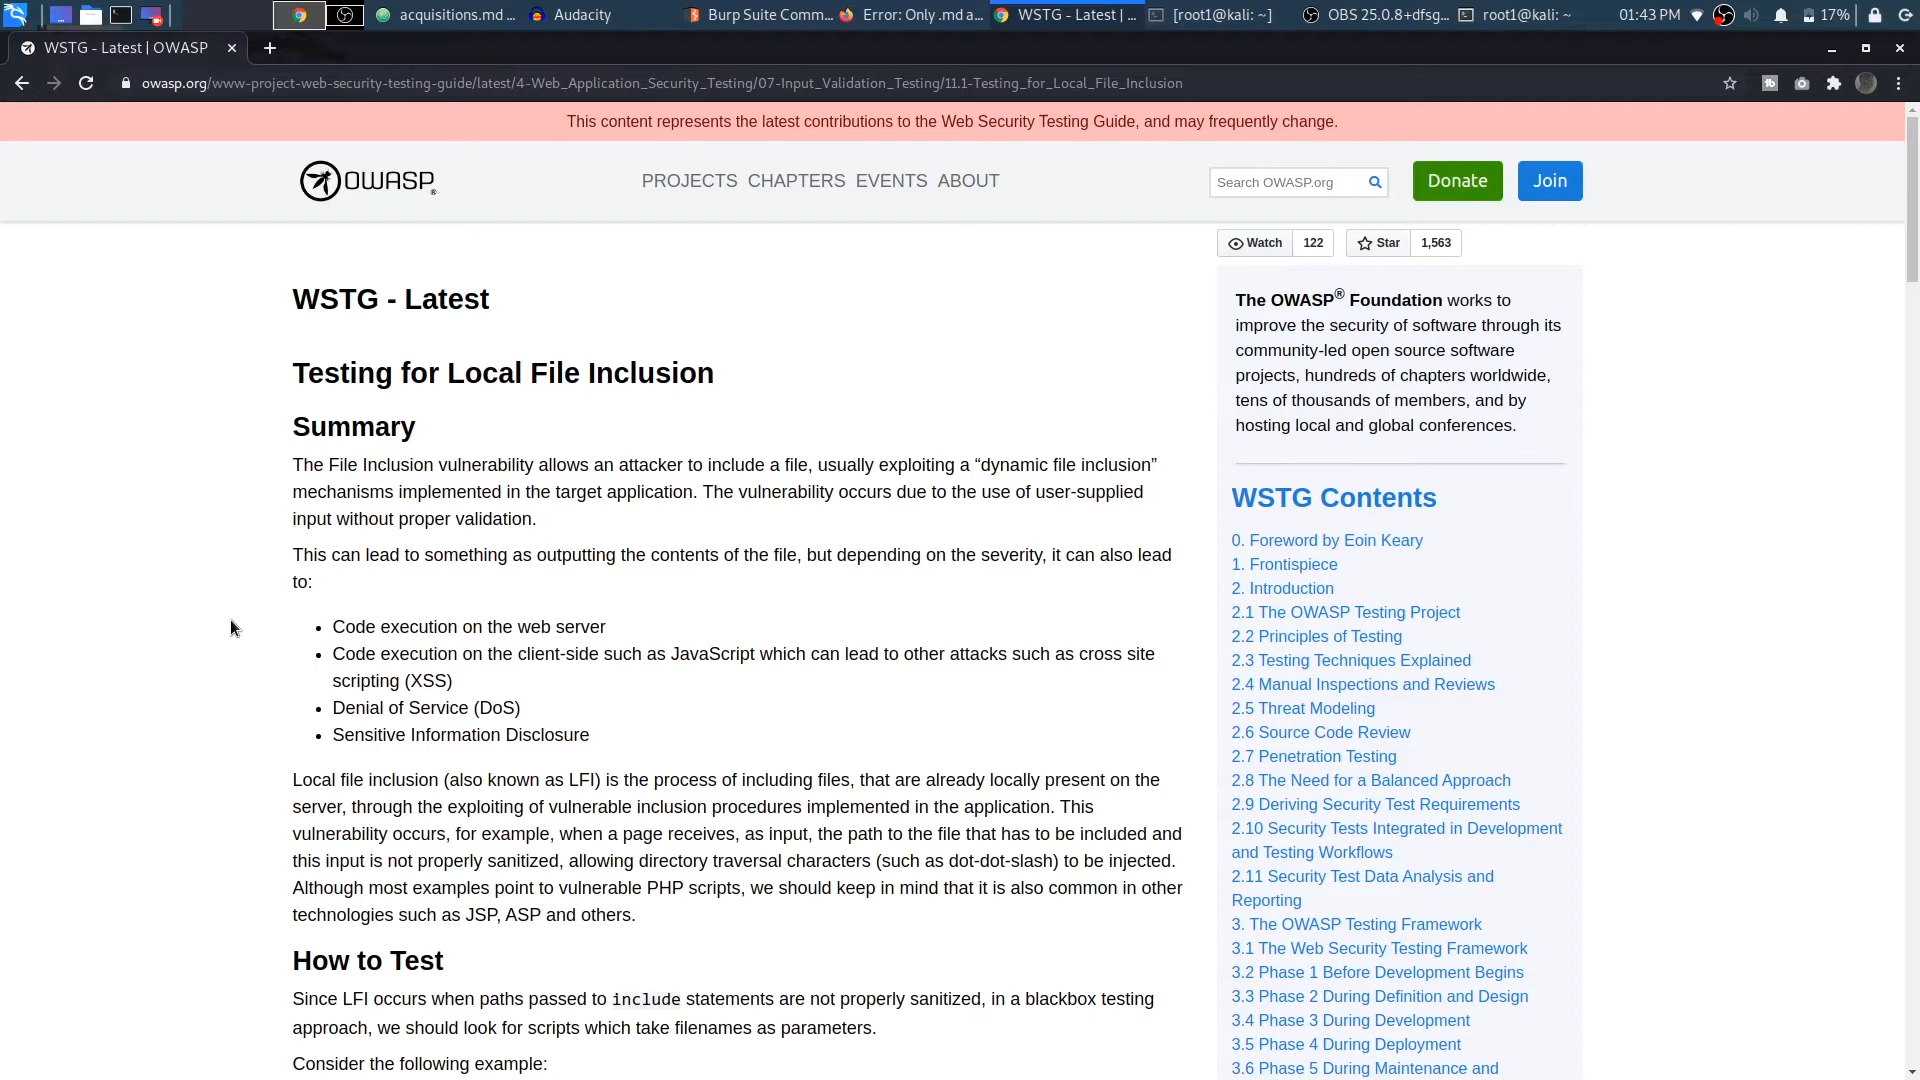 acquisitions.md ...
Audacity
Burp Suite Comm...
Error: Only .md a...
WSTG - Latest | ...
[root1@kali: ~]
OBS 25.0.8+dfsg...
root1@kali: ~
01:43 PM
17%
WSTG - Latest | OWASP
owasp.org/www-project-web-security-testing-guide/latest/4-Web_Application_Security_Testing/07-Input_Validation_Testing/11.1-Testing_for_Local_File_Inclusion
This content represents the latest contributions to the Web Security Testing Guide, and may frequently change.
OWASP®
PROJECTS CHAPTERS EVENTS ABOUT
Search OWASP.org
Donate
Join
Watch 122
Star 1,563
WSTG - Latest
Testing for Local File Inclusion
Summary
The File Inclusion vulnerability allows an attacker to include a file, usually exploiting a “dynamic file inclusion”
mechanisms implemented in the target application. The vulnerability occurs due to the use of user-supplied
input without proper validation.
This can lead to something as outputting the contents of the file, but depending on the severity, it can also lead
to:
• Code execution on the web server
• Code execution on the client-side such as JavaScript which can lead to other attacks such as cross site
scripting (XSS)
• Denial of Service (DoS)
• Sensitive Information Disclosure
Local file inclusion (also known as LFI) is the process of including files, that are already locally present on the
server, through the exploiting of vulnerable inclusion procedures implemented in the application. This
vulnerability occurs, for example, when a page receives, as input, the path to the file that has to be included and
this input is not properly sanitized, allowing directory traversal characters (such as dot-dot-slash) to be injected.
Although most examples point to vulnerable PHP scripts, we should keep in mind that it is also common in other
technologies such as JSP, ASP and others.
How to Test
Since LFI occurs when paths passed to include statements are not properly sanitized, in a blackbox testing
approach, we should look for scripts which take filenames as parameters.
Consider the following example:
The OWASP® Foundation works to
improve the security of software through its
community-led open source software
projects, hundreds of chapters worldwide,
tens of thousands of members, and by
hosting local and global conferences.
WSTG Contents
0. Foreword by Eoin Keary
1. Frontispiece
2. Introduction
2.1 The OWASP Testing Project
2.2 Principles of Testing
2.3 Testing Techniques Explained
2.4 Manual Inspections and Reviews
2.5 Threat Modeling
2.6 Source Code Review
2.7 Penetration Testing
2.8 The Need for a Balanced Approach
2.9 Deriving Security Test Requirements
2.10 Security Tests Integrated in Development
and Testing Workflows
2.11 Security Test Data Analysis and
Reporting
3. The OWASP Testing Framework
3.1 The Web Security Testing Framework
3.2 Phase 1 Before Development Begins
3.3 Phase 2 During Definition and Design
3.4 Phase 3 During Development
3.5 Phase 4 During Deployment
3.6 Phase 5 During Maintenance and